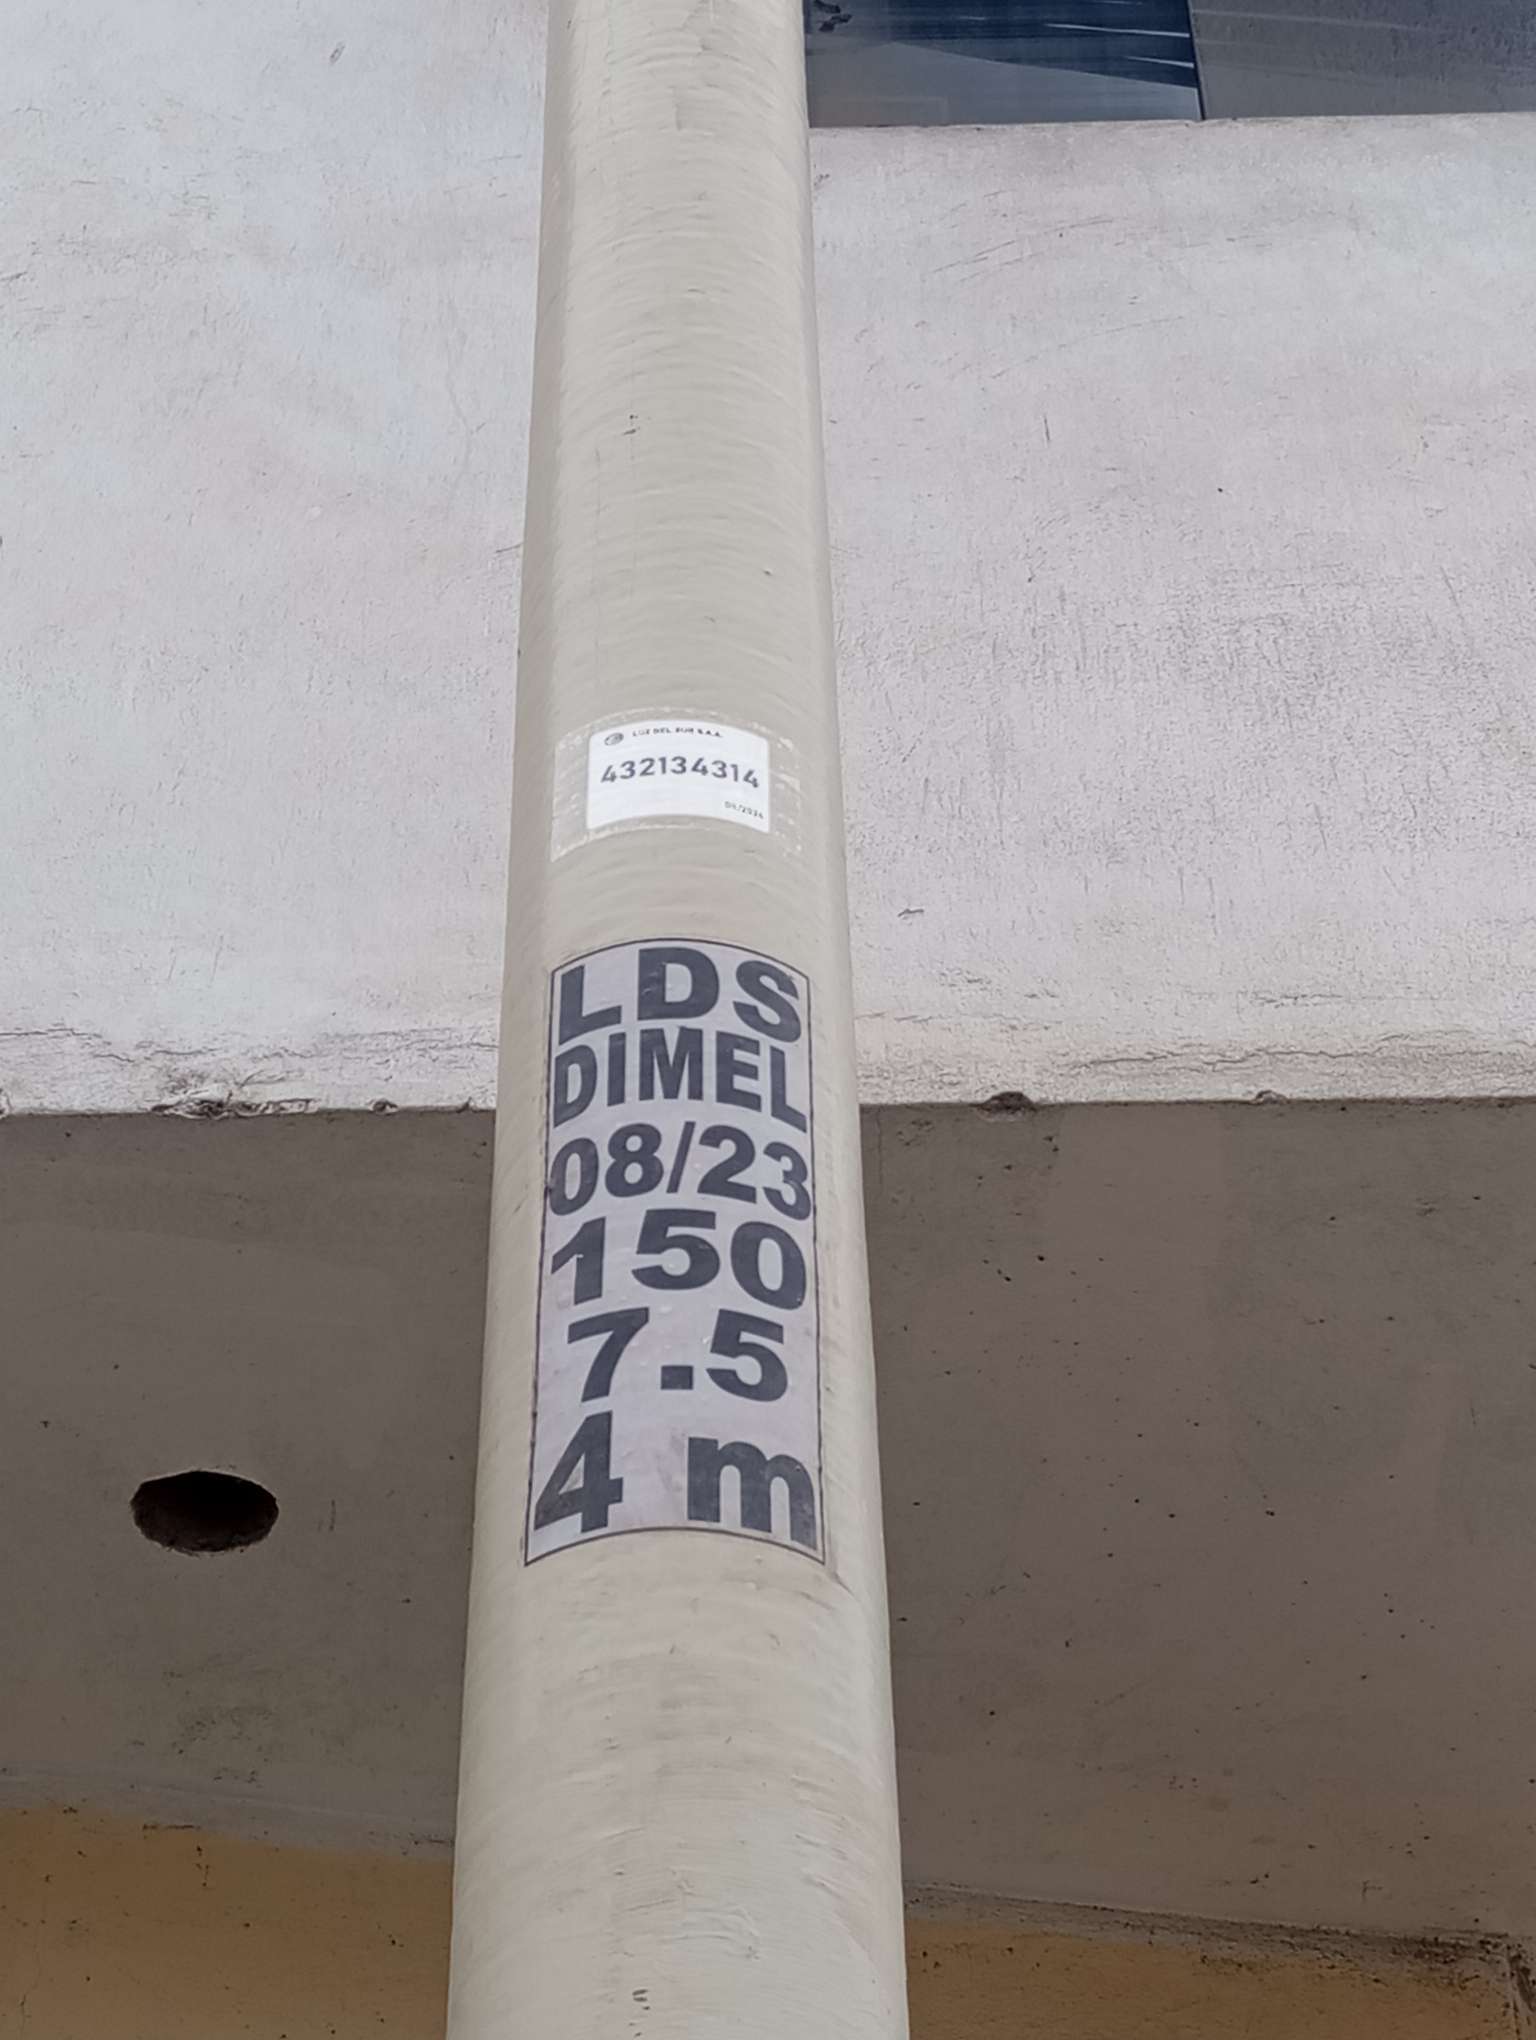 LUZ DEL SUR S.A.A.
432134314
LDS
DIMEL
08/23
150
7.5
4 m